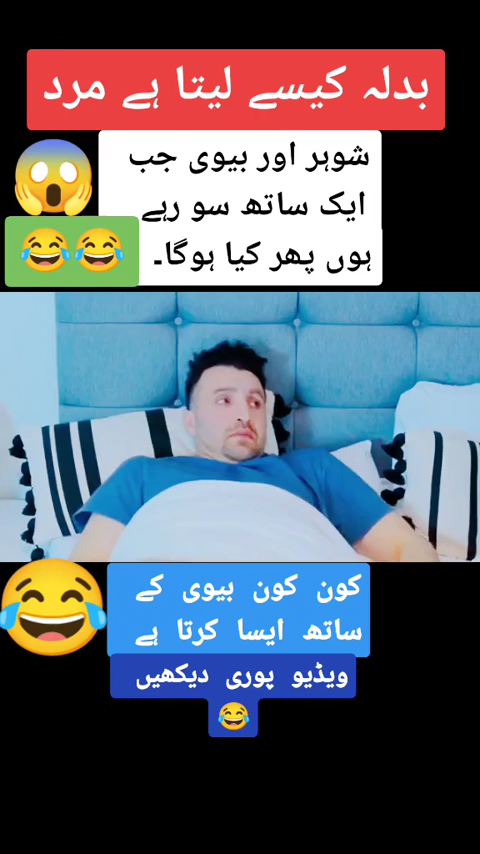 بدلہ کیسے لیتا ہے مرد
شوہر اور بیوی جب
ایک ساتھ سو رہے
ہوں پھر کیا ہوگا۔
کون کون بیوی کے
ساتھ ایسا کرتا ہے
ویڈیو پوری دیکھیں